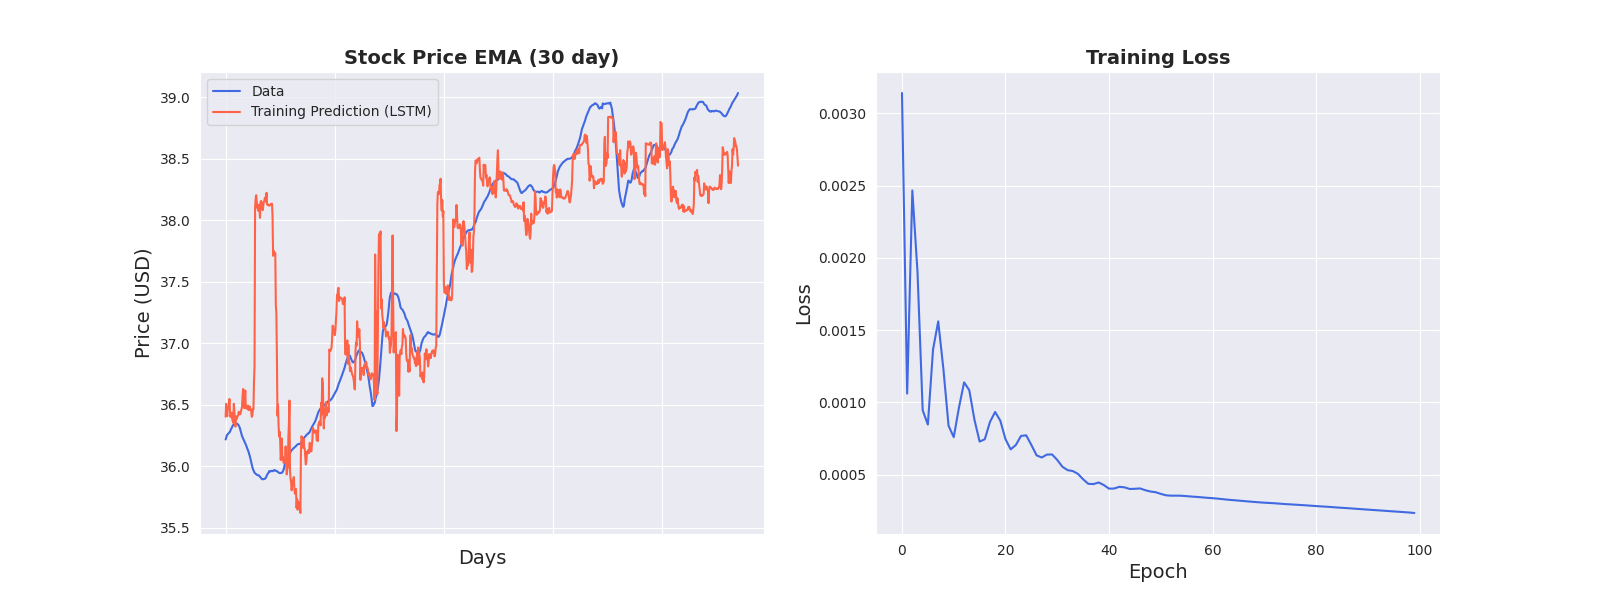 Stock Price EMA (30 day)
Data
Training Prediction (LSTM)
39.0
38.5
38.0
37.5
37.0
36.5
36.0
35.5
Price (USD)
Days
Training Loss
0.0030
0.0025
0.0020
0.0015
0.0010
0.0005
Loss
0 20 40 60 80 100
Epoch